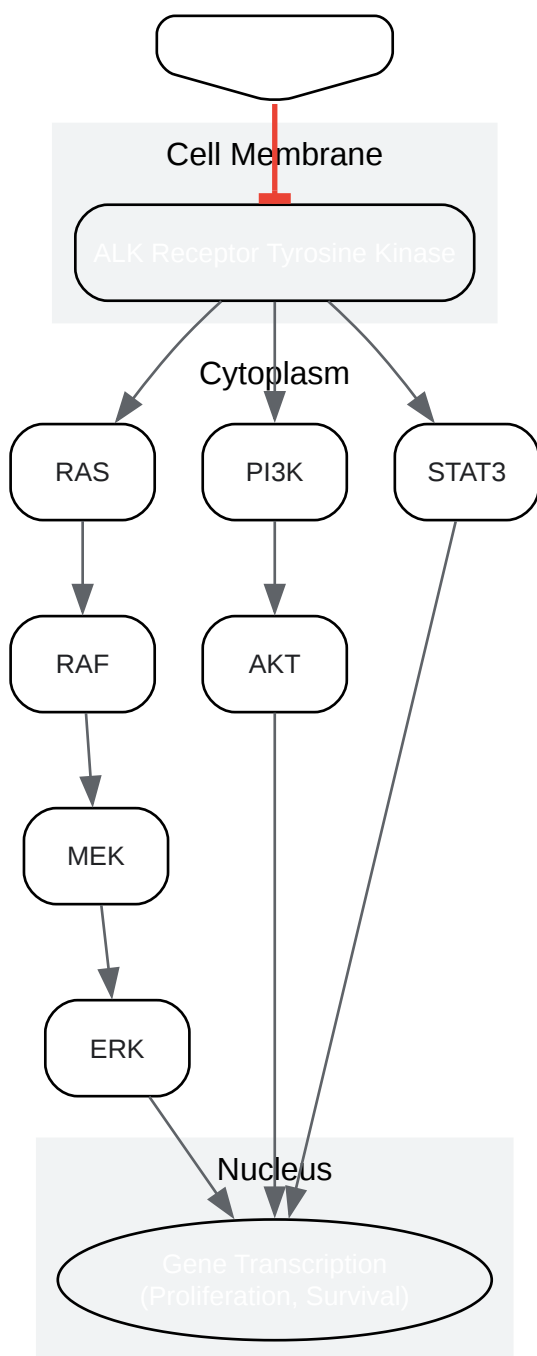 Cell Membrane
ALK Receptor Tyrosine Kinase
Cytoplasm
RAS
PI3K
STAT3
RAF
AKT
MEK
ERK
Nucleus
Gene Transcription
(Proliferation, Survival)